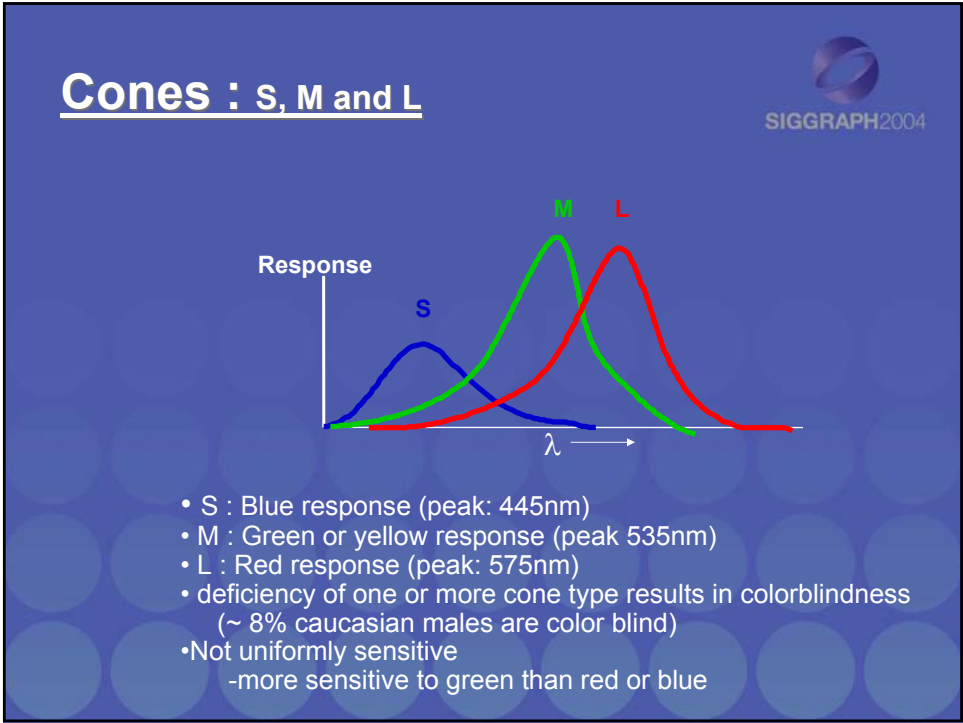 Cones : S, M and L
SIGGRAPH2004
M L
Response
S
λ
• S : Blue response (peak: 445nm)
• M : Green or yellow response (peak 535nm)
• L : Red response (peak: 575nm)
• deficiency of one or more cone type results in colorblindness
(~ 8% caucasian males are color blind)
•Not uniformly sensitive
-more sensitive to green than red or blue